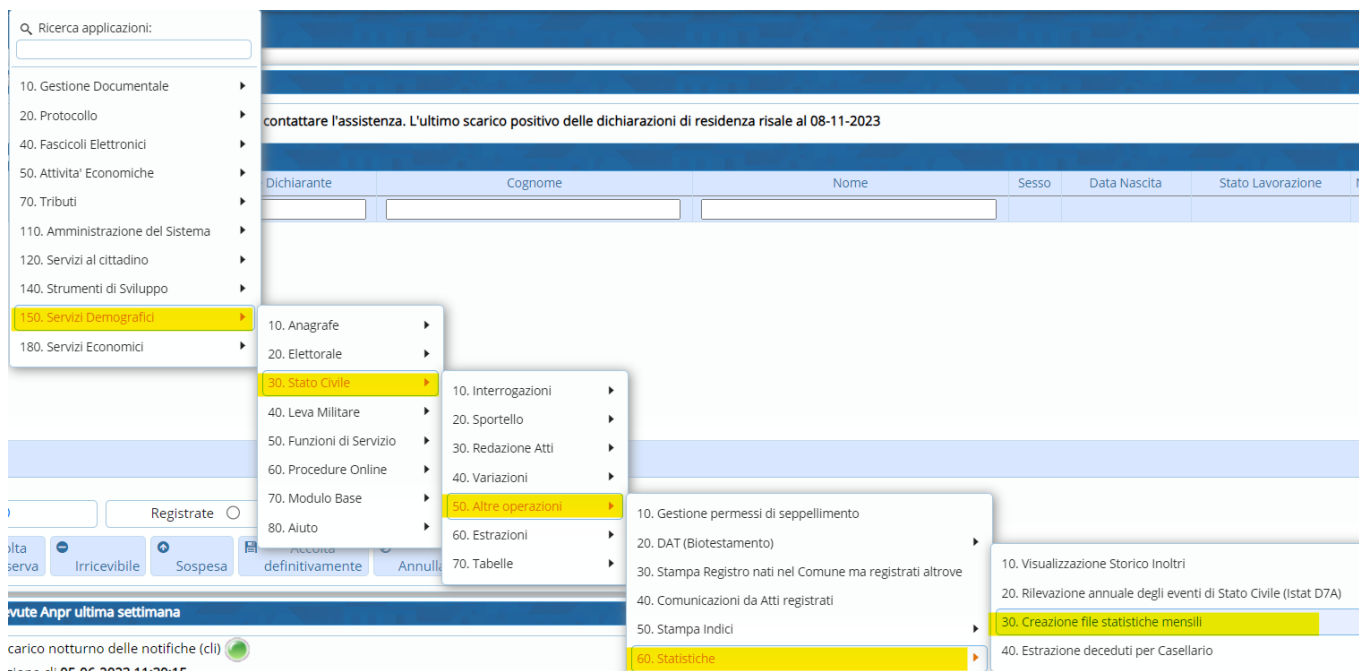 Ricerca applicazioni:
10. Gestione Documentale
20. Protocollo
40. Fascicoli Elettronici
50. Attivita' Economiche
70. Tributi
110. Amministrazione del Sistema
120. Servizi al cittadino
140. Strumenti di Sviluppo
150. Servizi Demografici
180. Servizi Economici
contattare l'assistenza. L'ultimo scarico positivo delle dichiarazioni di residenza risale al 08-11-2023
Dichiarante Cognome Nome Sesso Data Nascita Stato Lavorazione
10. Anagrafe
20. Elettorale
30. Stato Civile
40. Leva Militare
50. Funzioni di Servizio
60. Procedure Online
70. Modulo Base
80. Aiuto
10. Interrogazioni
20. Sportello
30. Redazione Atti
40. Variazioni
50. Altre operazioni
60. Estrazioni
70. Tabelle
10. Gestione permessi di seppellimento
20. DAT (Biotestamento)
30. Stampa Registro nati nel Comune ma registrati altrove
40. Comunicazioni da Atti registrati
50. Stampa Indici
60. Statistiche
10. Visualizzazione Storico Inoltri
20. Rilevazione annuale degli eventi di Stato Civile (Istat D7A)
30. Creazione file statistiche mensili
40. Estrazione deceduti per Casellario
Registrate
olta
serva
Irricevibile
Sospesa
Accolta
definitivamente
Annull
evute Anpr ultima settimana
carico notturno delle notifiche (cli)